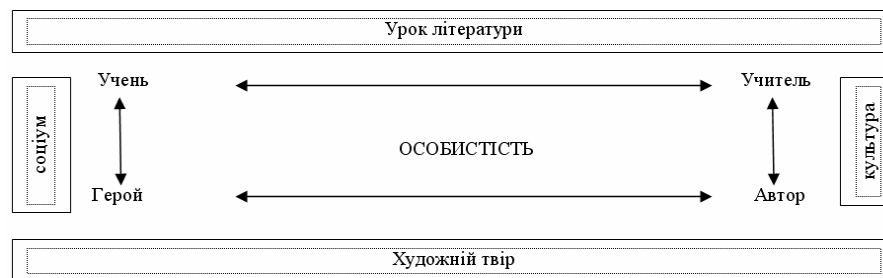 Урок літератури
Учень
Учитель
соціум
ОСОБИСТІСТЬ
культура
Герой
Автор
Художній твір